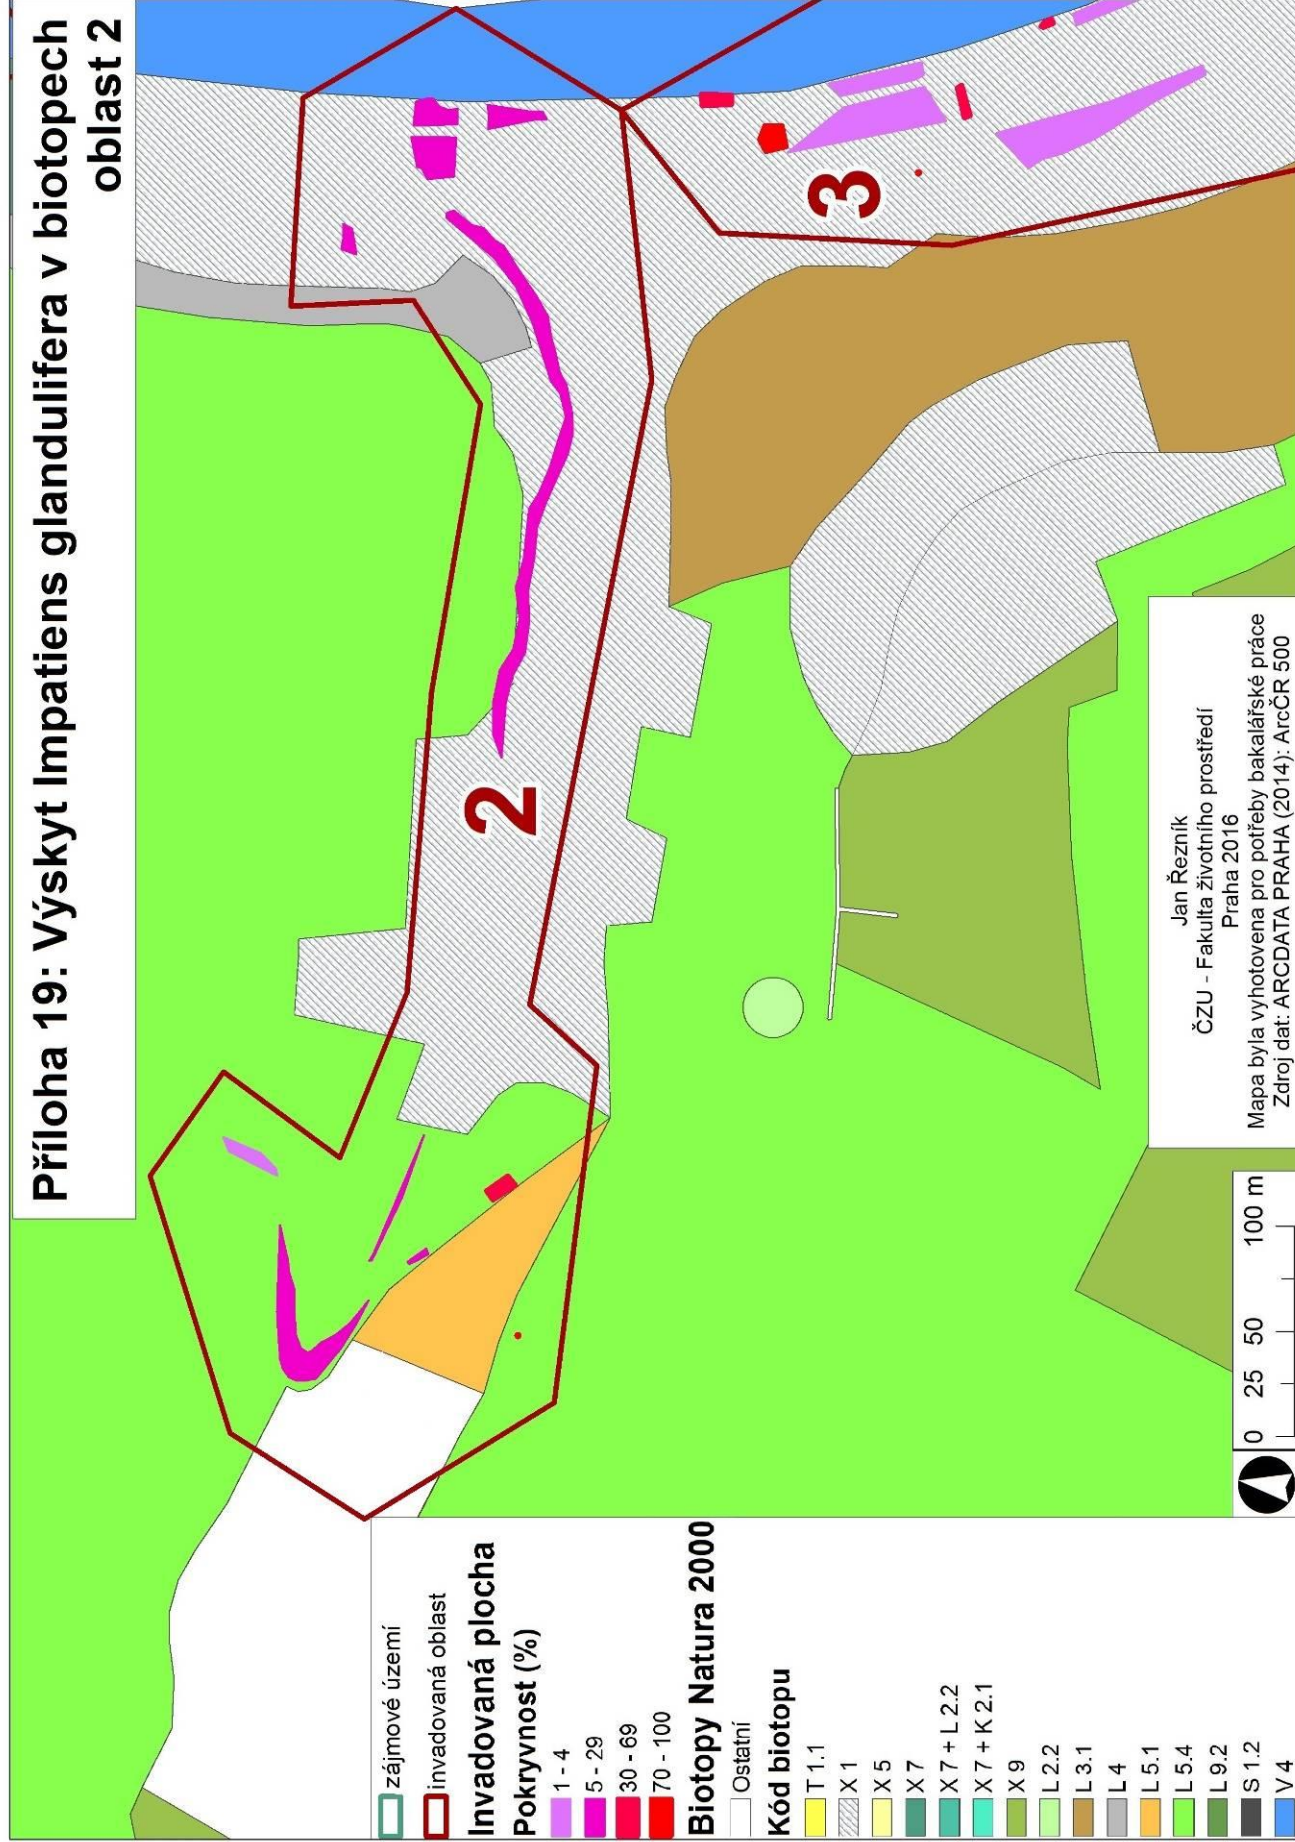 Příloha 19: Výskyt Impatiens glandulifera v biotopech
oblast 2
2
3
zájmové území
invadovaná oblast
Invadovaná plocha
Pokryvnost (%)
1 - 4
5 - 29
30 - 69
70 - 100
Biotopy Natura 2000
Ostatní
Kód biotopu
T 1.1
X 1
X 5
X 7
X 7 + L 2.2
X 7 + K 2.1
X 9
L 2.2
L 3.1
L 4
L 5.1
L 5.4
L 9.2
S 1.2
V 4
0 25 50 100 m
Jan Řezník
ČZU - Fakulta životního prostředí
Praha 2016
Mapa byla vyhotovena pro potřeby bakalářské práce
Zdroj dat: ARCDATA PRAHA (2014): ArcČR 500